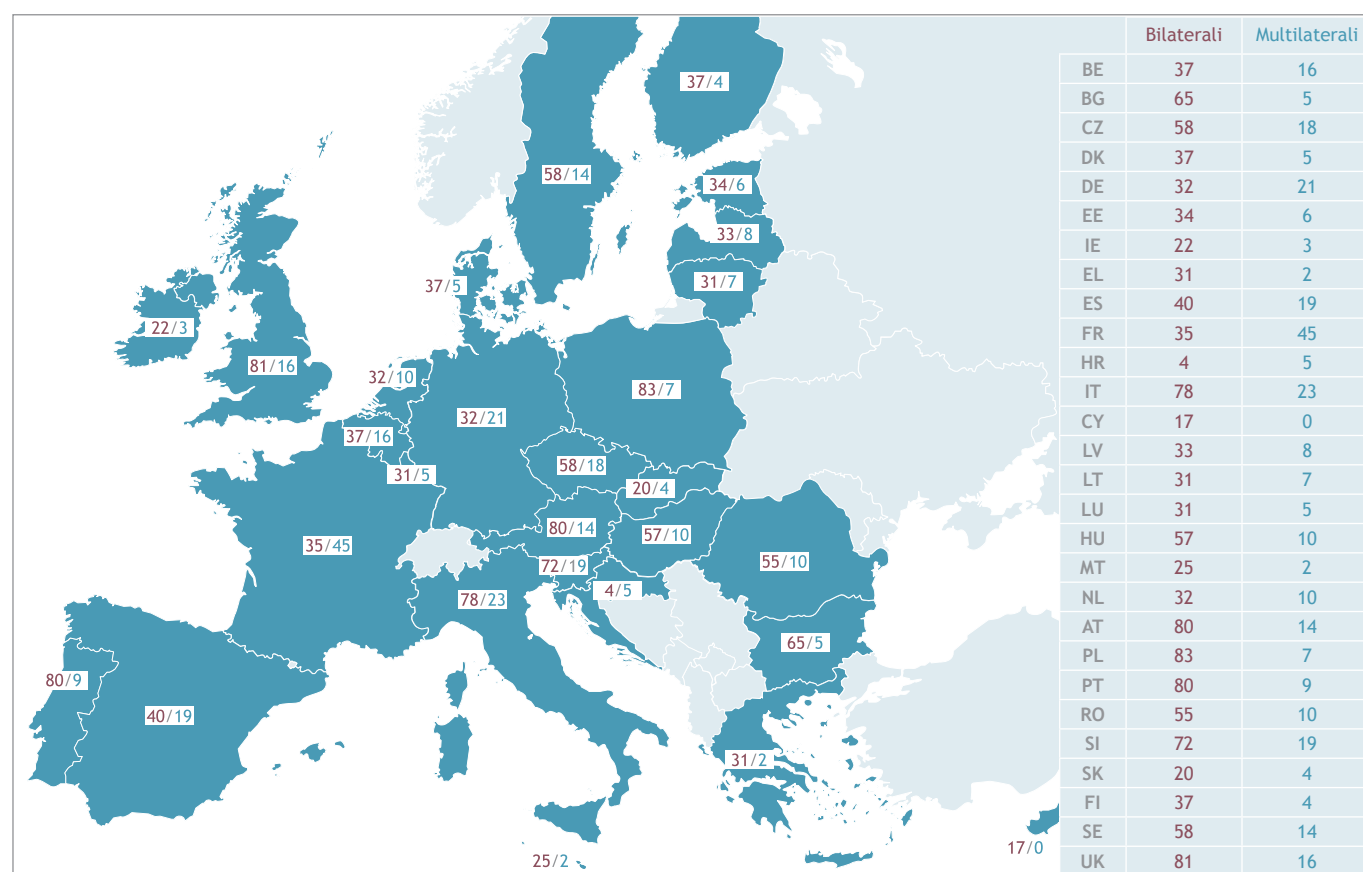 37/4
58/14
34/6
33/8
31/7
37/5
22/3
81/16
32/10
83/7
32/21
37/16
31/5
58/18
20/4
80/14
57/10
35/45
72/19
55/10
4/5
78/23
65/5
80/9
40/19
31/2
17/0
25/2
Bilaterali Multilaterali
BE 37 16
BG 65 5
CZ 58 18
DK 37 5
DE 32 21
EE 34 6
IE 22 3
EL 31 2
ES 40 19
FR 35 45
HR 4 5
IT 78 23
CY 17 0
LV 33 8
LT 31 7
LU 31 5
HU 57 10
MT 25 2
NL 32 10
AT 80 14
PL 83 7
PT 80 9
RO 55 10
SI 72 19
SK 20 4
FI 37 4
SE 58 14
UK 81 16